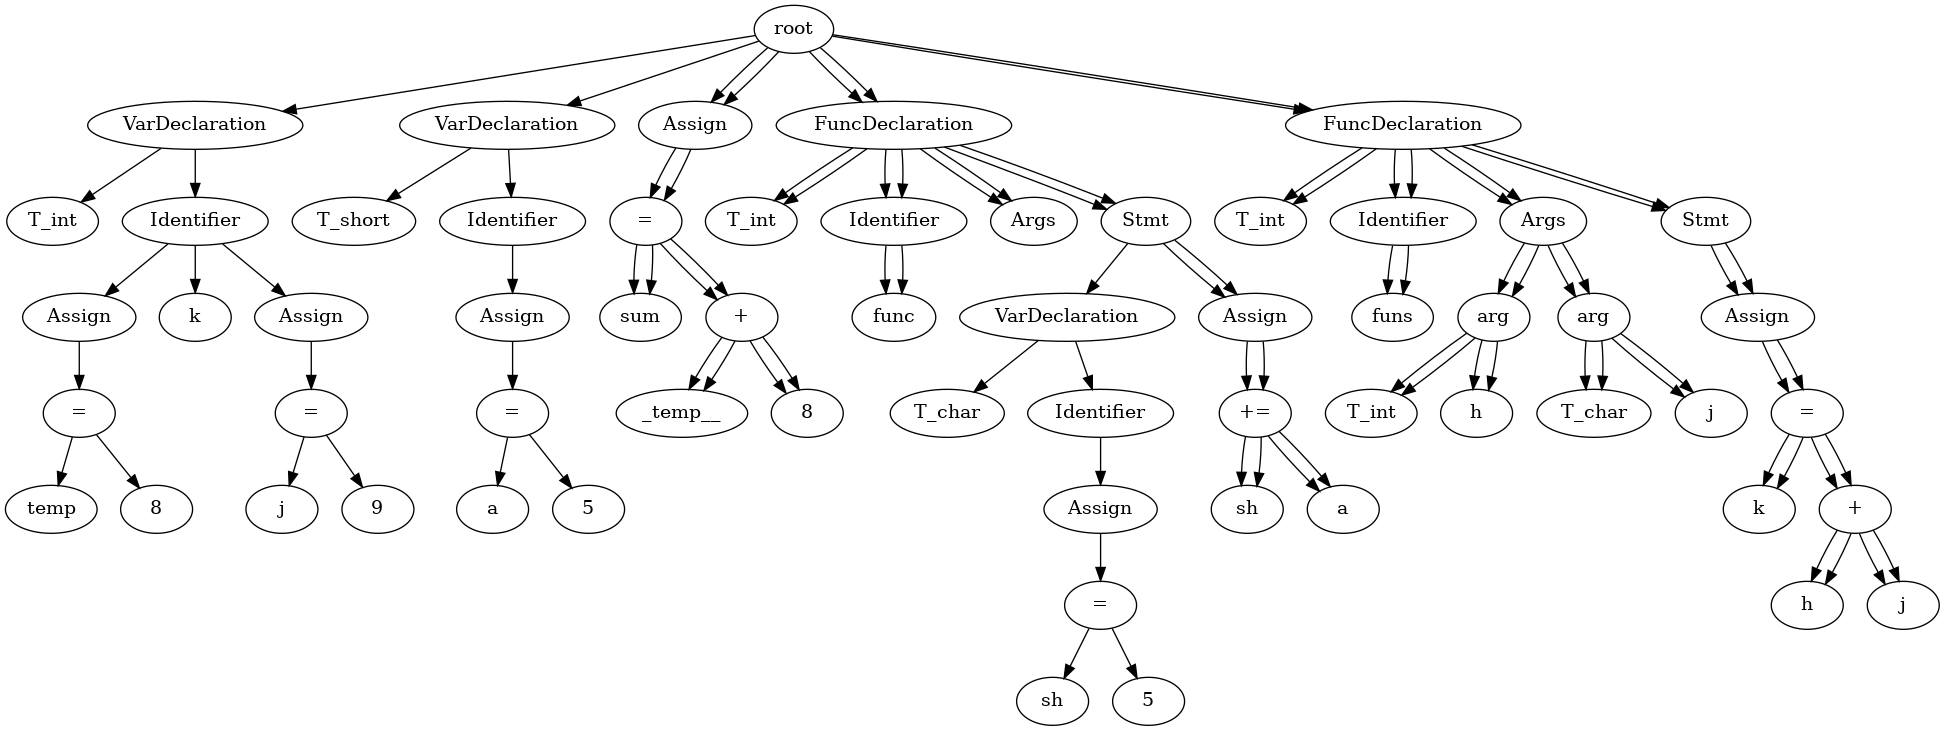 root
VarDeclaration VarDeclaration Assign FuncDeclaration FuncDeclaration
T_int Identifier T_short Identifier = T_int Identifier Args Stmt T_int Identifier Args Stmt
Assign k Assign Assign sum + func VarDeclaration Assign funs arg arg Assign
= = = _temp__ 8 T_char Identifier += T_int h T_char j =
temp 8 j 9 a 5 Assign sh a k +
= h j
sh 5